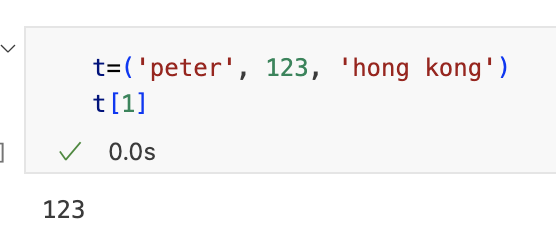 t=('peter', 123, 'hong kong')
t[1]
] ✓ 0.0s
123